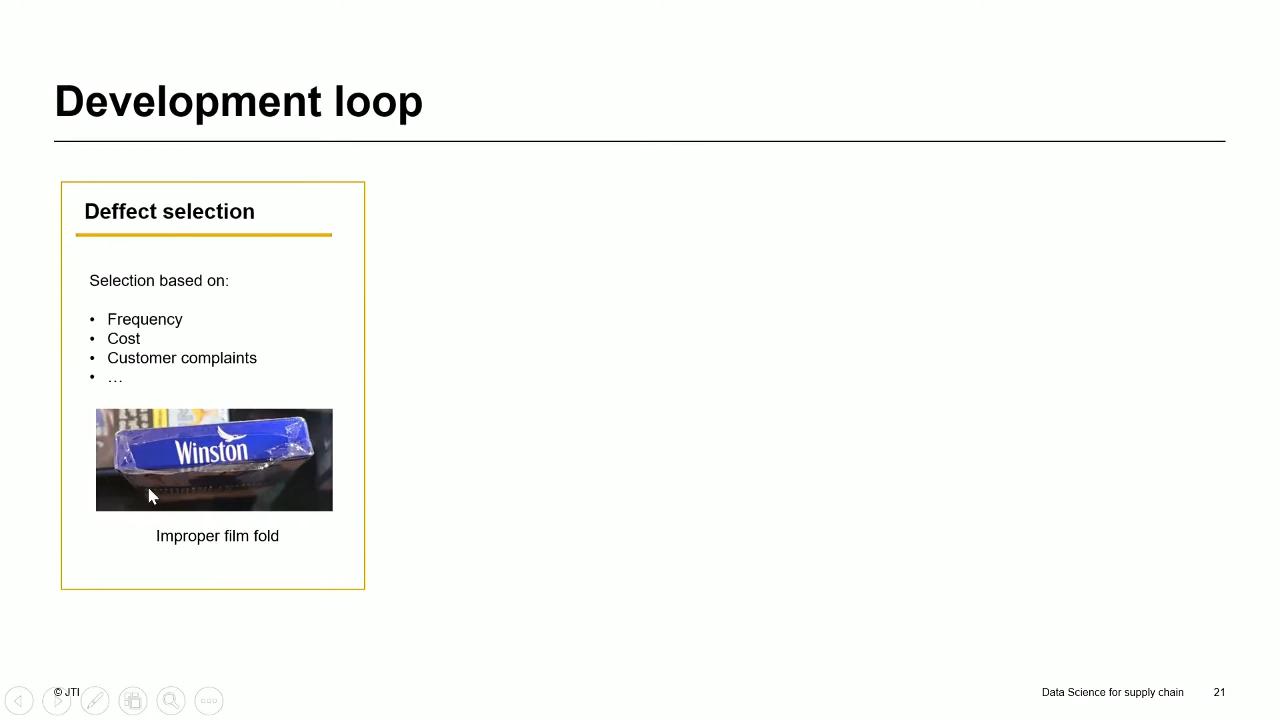 Development loop
Deffect selection
Selection based on:
• Frequency
• Cost
• Customer complaints
• …
Winston
Improper film fold
© JTI
Data Science for supply chain 21